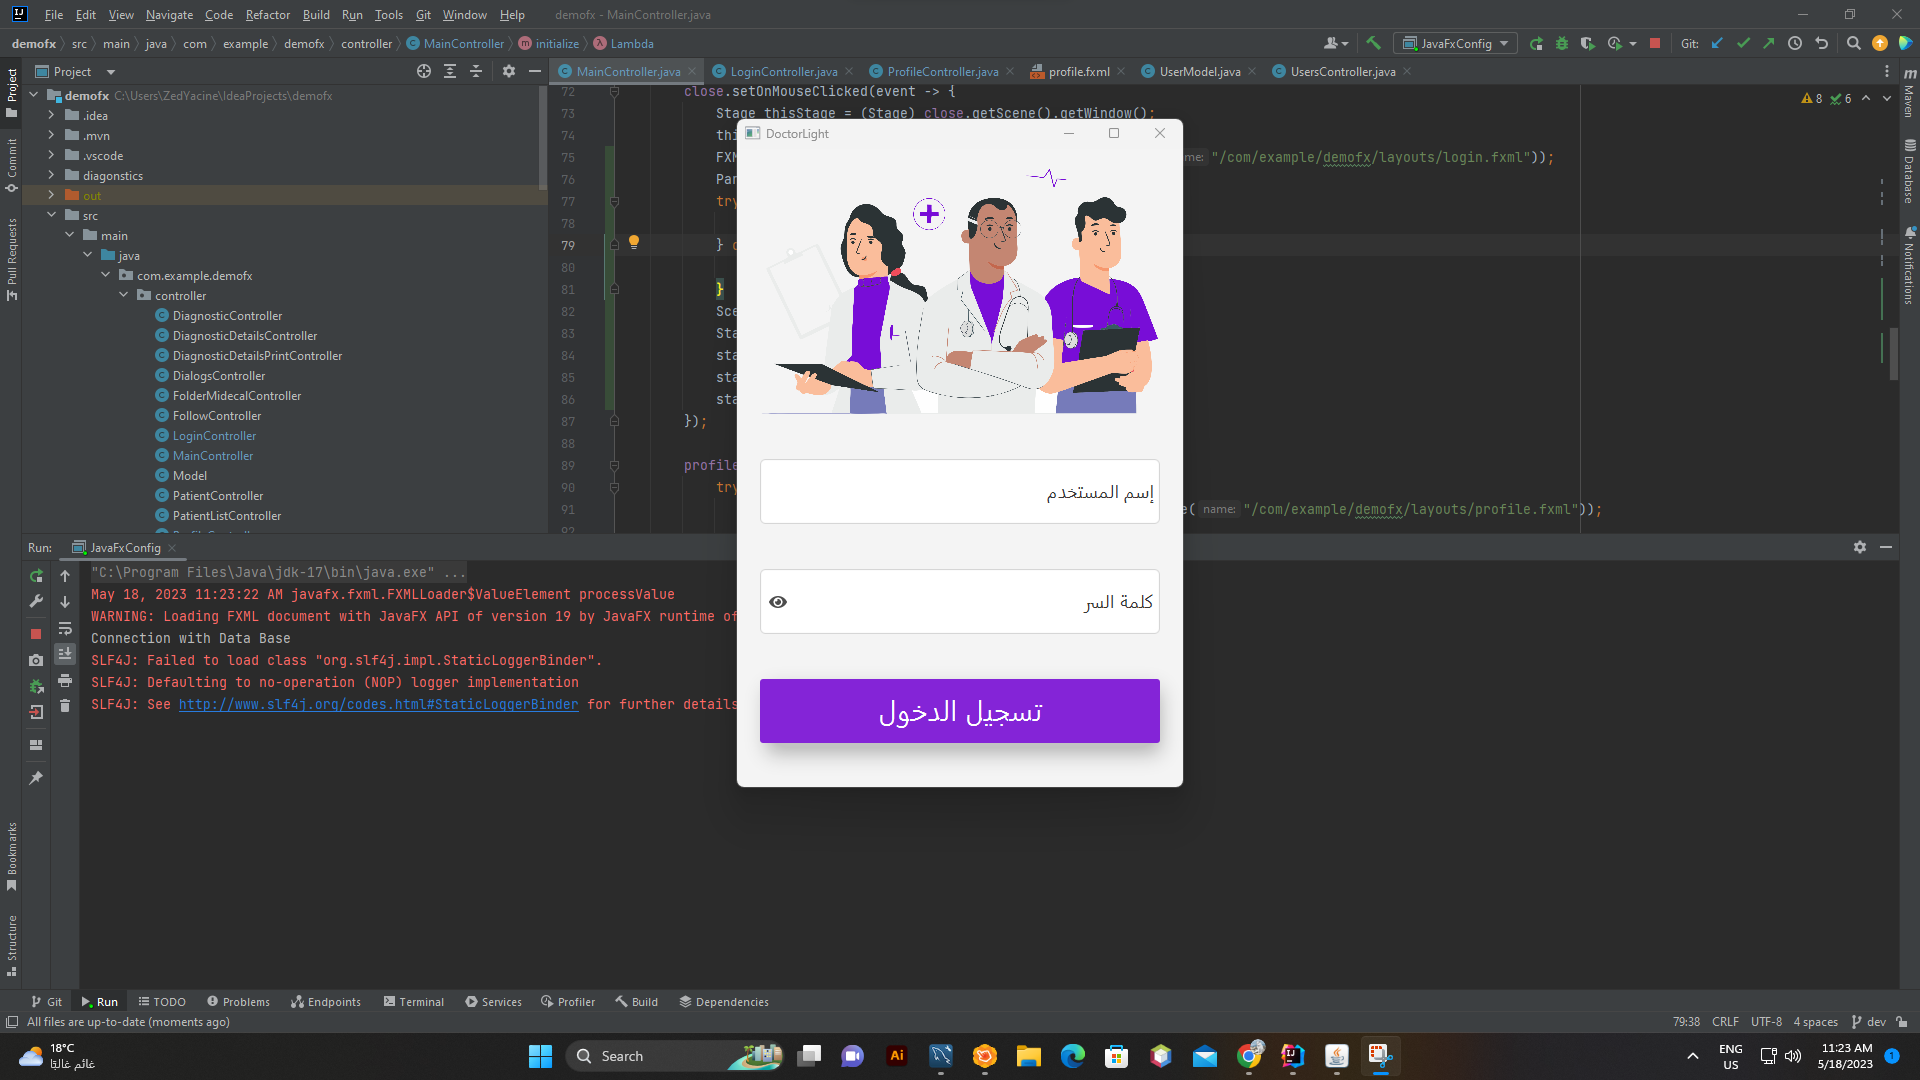 File Edit View Navigate Code Refactor Build Run Tools Git Window Help demofx - MainController.java
demofx src main java com example demofx controller MainController initialize Lambda JavaFxConfig Git:
Project
MainController.java LoginController.java ProfileController.java profile.fxml UserModel.java UsersController.java
demofx C:\Users\ZedYacine\IdeaProjects\demofx
.idea
.mvn
.vscode
diagonstics
out
src
main
java
com.example.demofx
controller
DiagnosticController
DiagnosticDetailsController
DiagnosticDetailsPrintController
DialogsController
FolderMidecalController
FollowController
LoginController
MainController
Model
PatientController
PatientListController
72 close.setOnMouseClicked(event -> {
73 Stage thisStage = (Stage) close.getScene().getWindow();
74 thi
75 FXM me: "/com/example/demofx/layouts/login.fxml"));
76 Par
77 try
78
79 } c
80
81 }
82 Sce
83 Sta
84 sta
85 sta
86 sta
87 });
88
89 profile
90 try
91 e( name: "/com/example/demofx/layouts/profile.fxml"));
92
8 6
DoctorLight
إسم المستخدم
كلمة السر
تسجيل الدخول
Run: JavaFxConfig
"C:\Program Files\Java\jdk-17\bin\java.exe" ...
May 18, 2023 11:23:22 AM javafx.fxml.FXMLLoader$ValueElement processValue
WARNING: Loading FXML document with JavaFX API of version 19 by JavaFX runtime of
Connection with Data Base
SLF4J: Failed to load class "org.slf4j.impl.StaticLoggerBinder".
SLF4J: Defaulting to no-operation (NOP) logger implementation
SLF4J: See http://www.slf4j.org/codes.html#StaticLoggerBinder for further details
Project
Commit
Pull Requests
Bookmarks
Structure
Maven
Database
Notifications
Git Run TODO Problems Endpoints Terminal Services Profiler Build Dependencies
All files are up-to-date (moments ago) 79:38 CRLF UTF-8 4 spaces dev
18°C
غائم غالبًا
Search
Ai
ENG
US
11:23 AM
5/18/2023
1